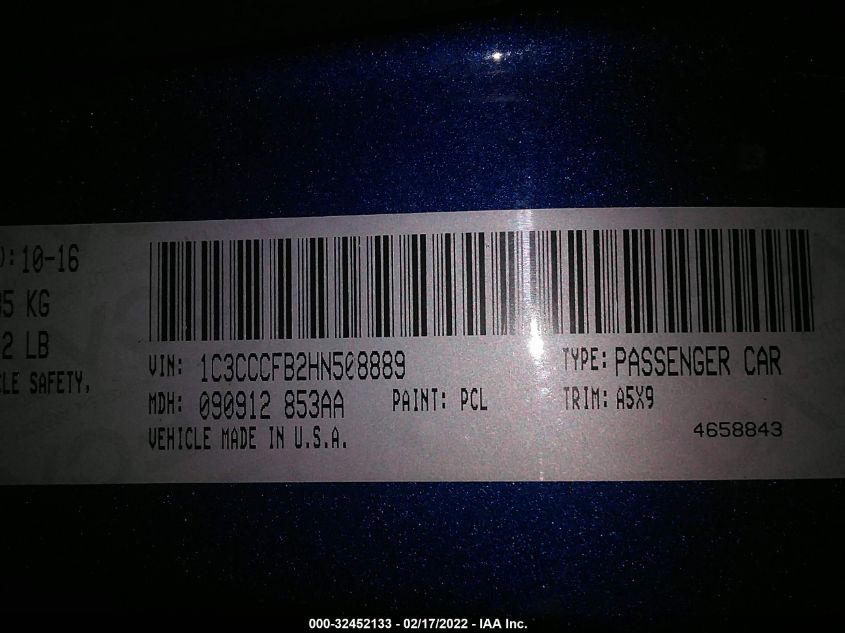 ): 10-16
5 KG
2 LB
CLE SAFETY,
VIN: 1C3CCCFB2HN508889
TYPE: PASSENGER CAR
MDH: 090912 853AA
PAINT: PCL
TRIM: A5X9
VEHICLE MADE IN U.S.A.
4658843
000-32452133 - 02/17/2022 - IAA Inc.